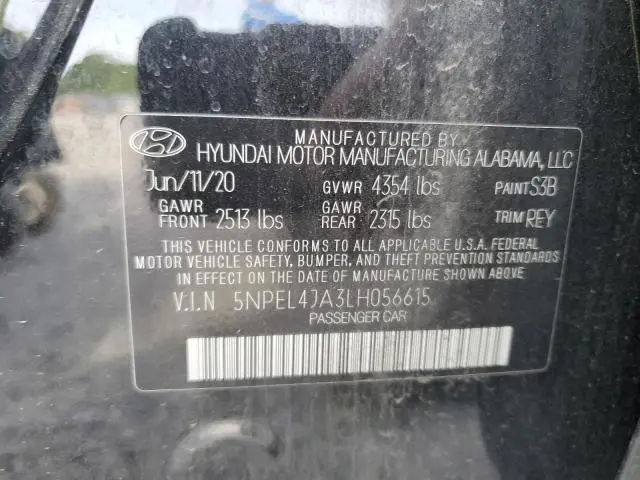 MANUFACTURED BY
HYUNDAI MOTOR MANUFACTURING ALABAMA, LLC
Jun/11/20 GVWR 4354 lbs PAINT S3B
GAWR FRONT 2513 lbs GAWR REAR 2315 lbs TRIM REY
THIS VEHICLE CONFORMS TO ALL APPLICABLE U.S.A. FEDERAL
MOTOR VEHICLE SAFETY, BUMPER, AND THEFT PREVENTION
STANDARDS IN EFFECT ON THE DATE OF MANUFACTURE SHOWN ABOVE.
V.I.N 5NPEL4JA3LH056615
PASSENGER CAR